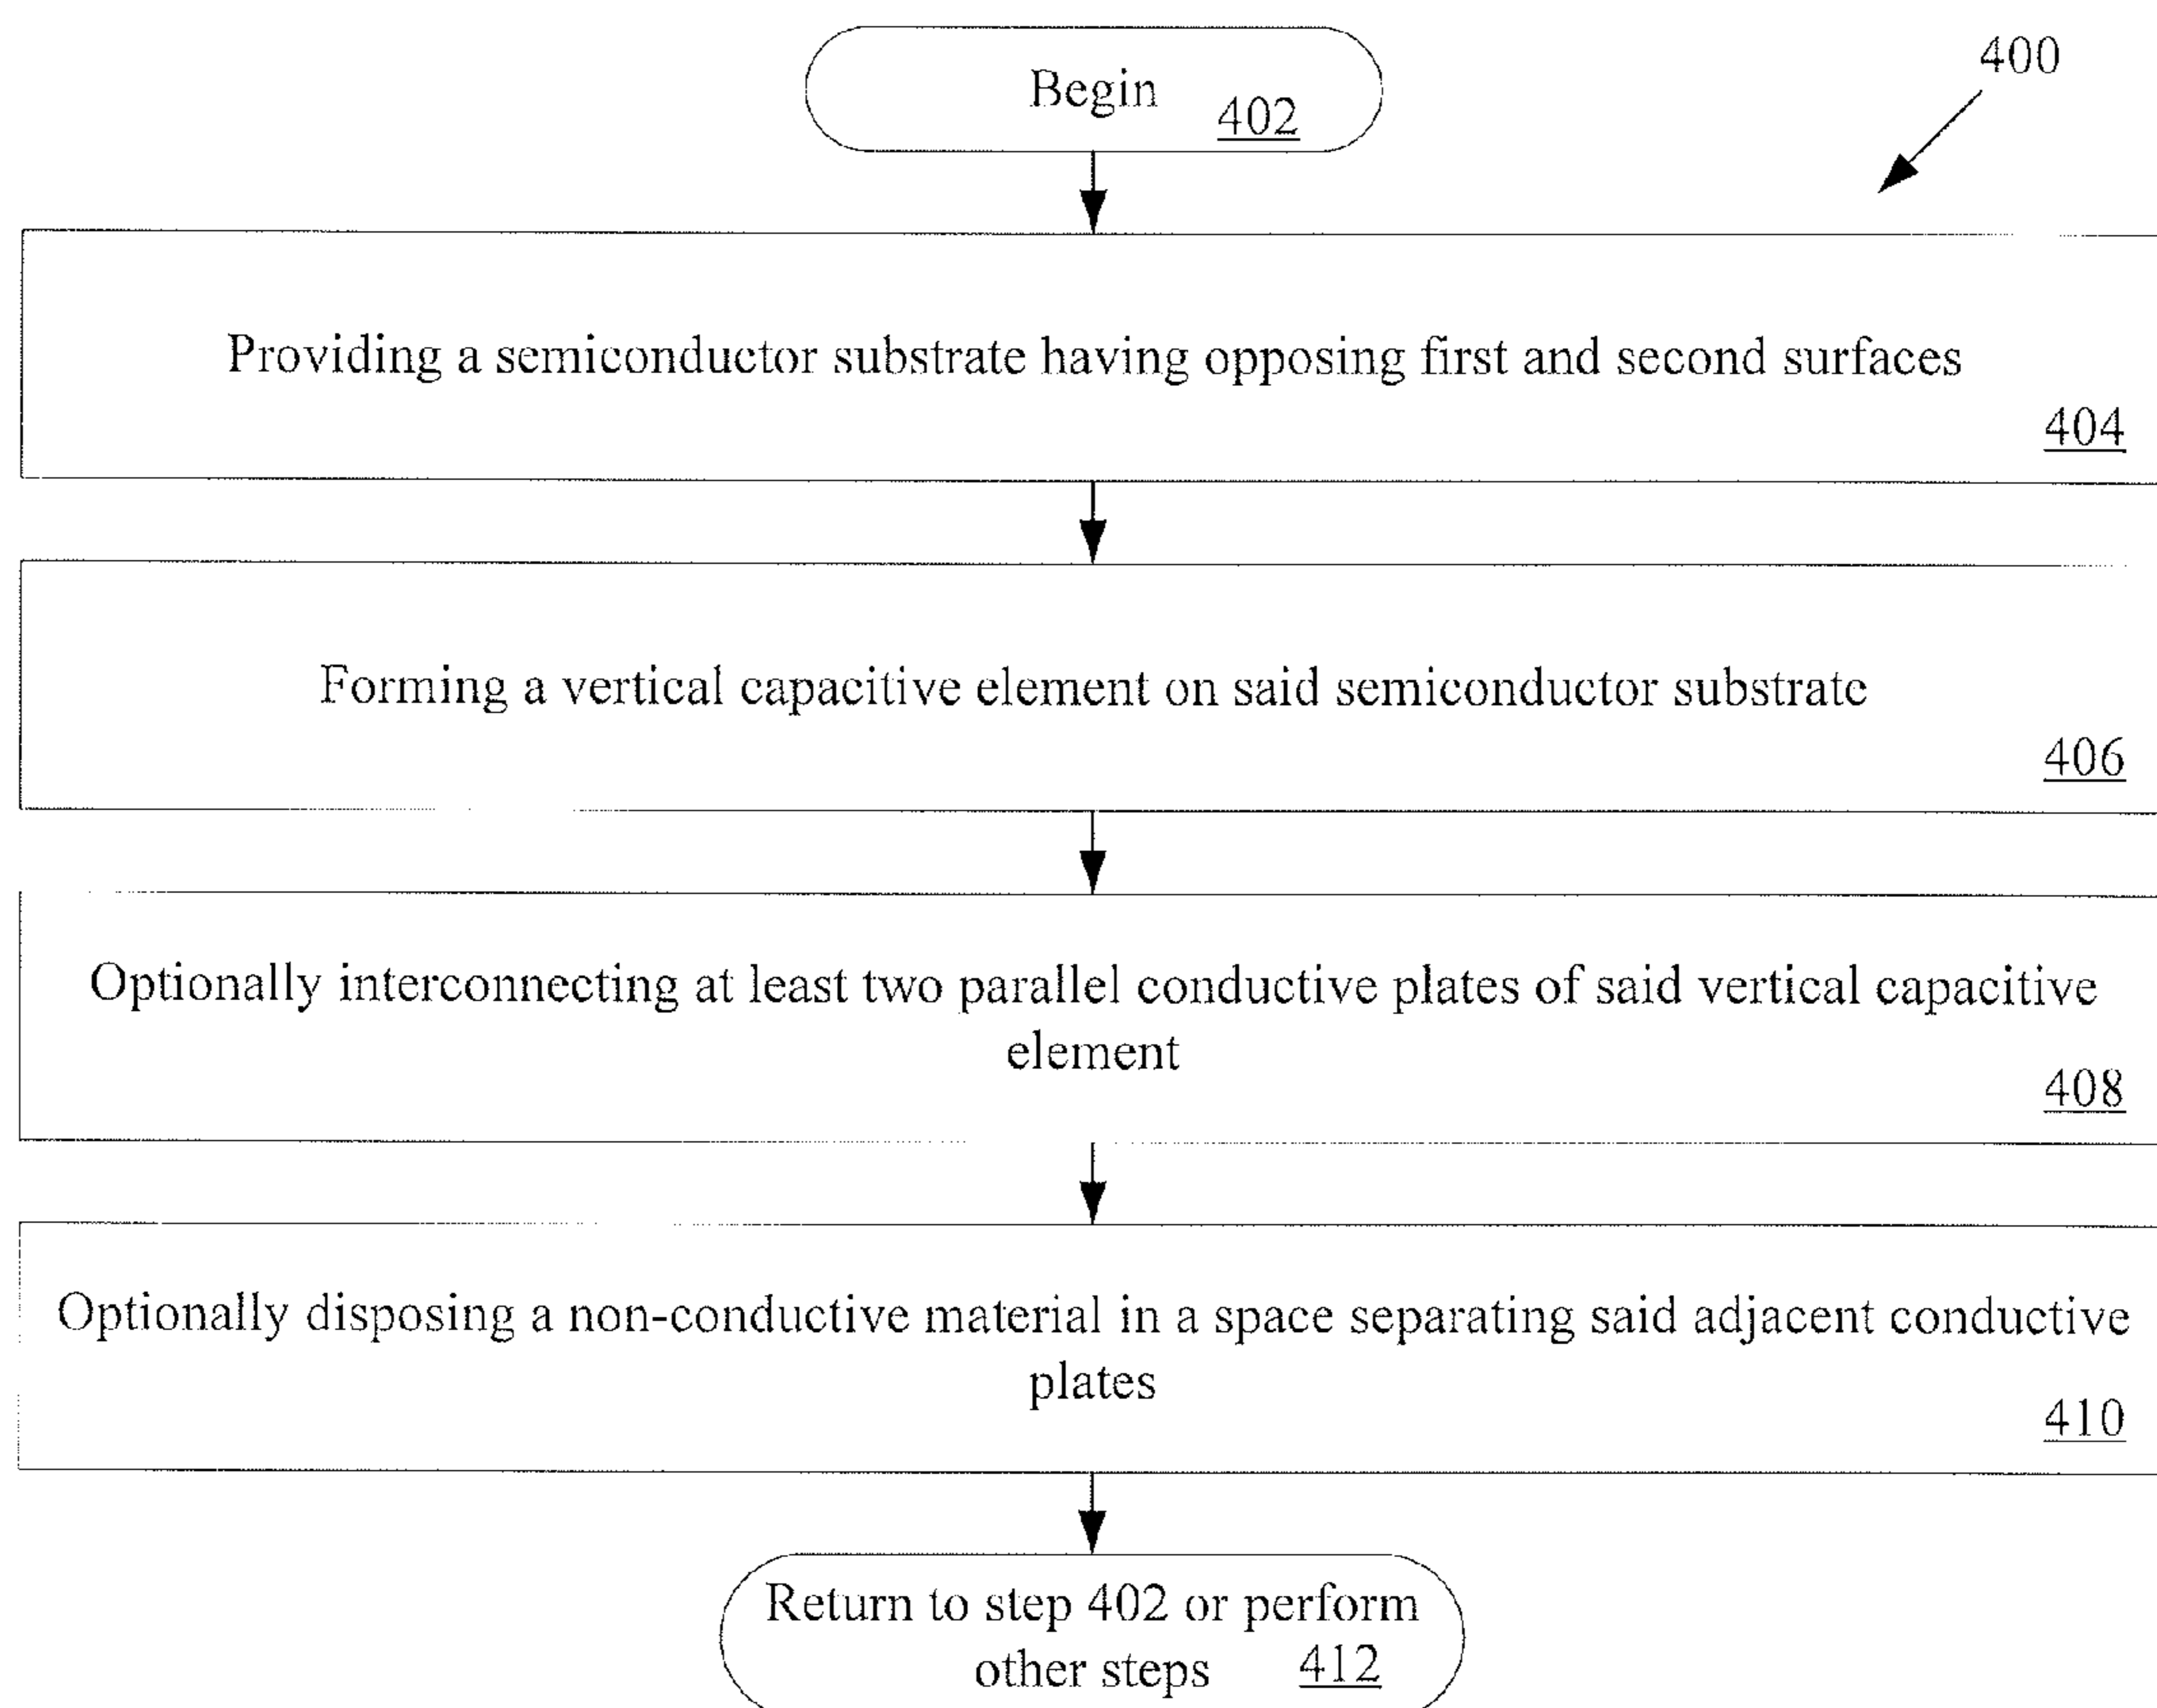 400
Begin
402
Providing a semiconductor substrate having opposing first and second surfaces
404
Forming a vertical capacitive element on said semiconductor substrate
406
Optionally interconnecting at least two parallel conductive plates of said vertical capacitive
element
408
Optionally disposing a non-conductive material in a space separating said adjacent conductive
plates
410
Return to step 402 or perform
other steps 412